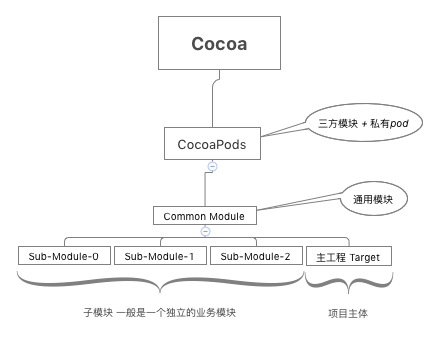 Cocoa
三方模块 + 私有pod
CocoaPods
通用模块
Common Module
Sub-Module-0
Sub-Module-1
Sub-Module-2
主工程 Target
子模块 一般是一个独立的业务模块
项目主体